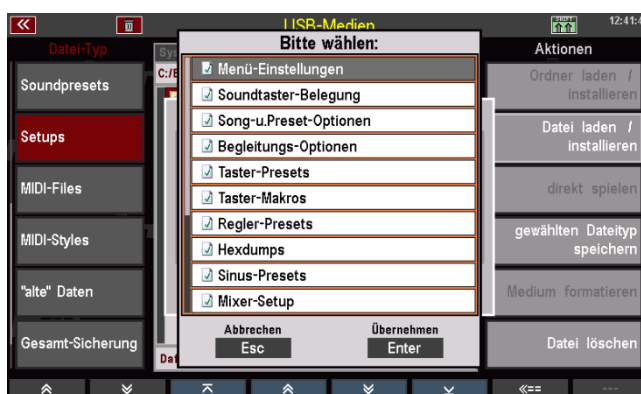 USB-Medien
12:41:4
Datei-Typ
Sys
Bitte wählen:
Aktionen
Soundpresets
Setups
MIDI-Files
MIDI-Styles
"alte" Daten
Gesamt-Sicherung
C:/E
Menü-Einstellungen
Soundtaster-Belegung
Song-u.Preset-Optionen
Begleitungs-Optionen
Taster-Presets
Taster-Makros
Regler-Presets
Hexdumps
Sinus-Presets
Mixer-Setup
Abbrechen
Esc
Übernehmen
Enter
Dat
Ordner laden /
installieren
Datei laden /
installieren
direkt spielen
gewählten Dateityp
speichern
Medium formatieren
Datei löschen
«==
---